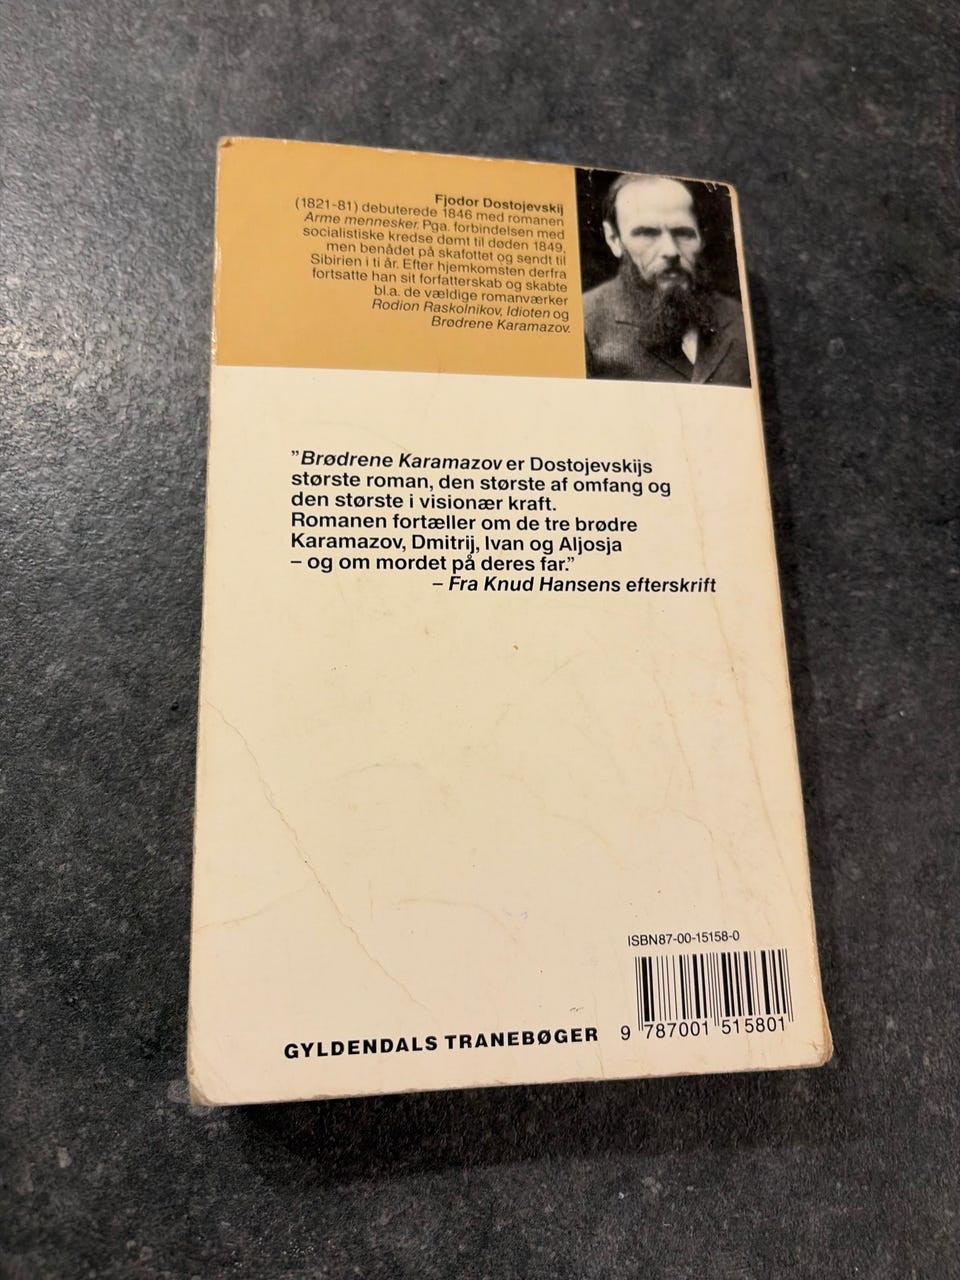 Fjodor Dostojevskij
(1821-81) debuterede 1846 med romanen
Arme mennesker. Pga. forbindelsen med
socialistiske kredse dømt til døden 1849,
men benådet på skafottet og sendt til
Sibirien i ti år. Efter hjemkomsten derfra
fortsatte han sit forfatterskab og skabte
bl.a. de vældige romanværker
Rodion Raskolnikov, Idioten og
Brødrene Karamazov.
"Brødrene Karamazov er Dostojevskijs
største roman, den største af omfang og
den største i visionær kraft.
Romanen fortæller om de tre brødre
Karamazov, Dmitrij, Ivan og Aljosja
– og om mordet på deres far."
– Fra Knud Hansens efterskrift
ISBN87-00-15158-0
GYLDENDALS TRANEBØGER
9 787001 515801